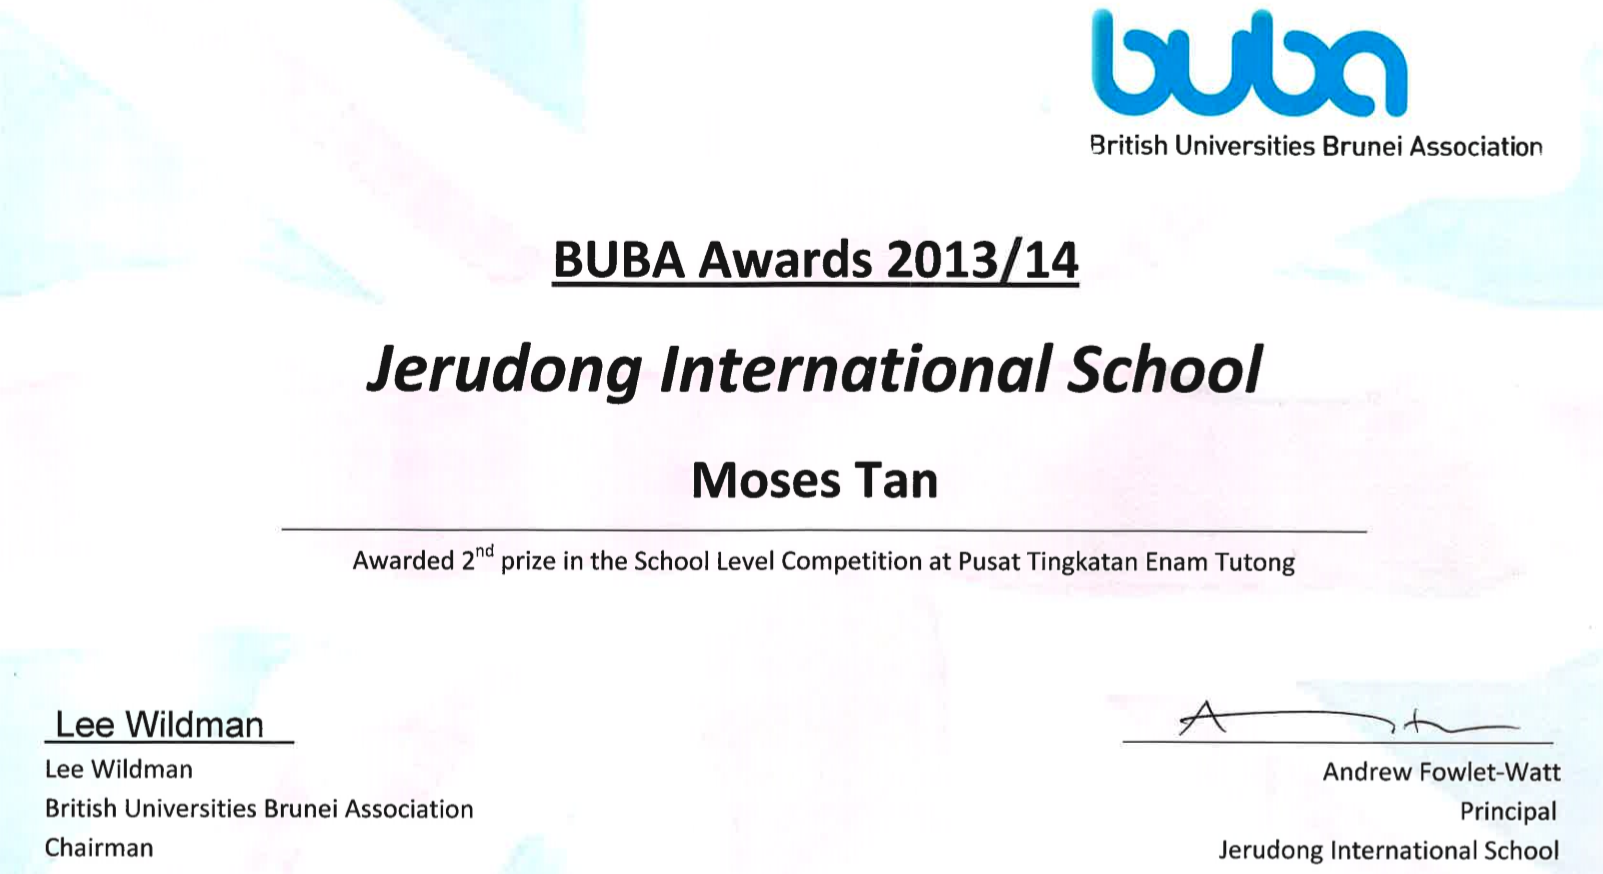 buba
British Universities Brunei Association
BUBA Awards 2013/14
Jerudong International School
Moses Tan
Awarded 2nd prize in the School Level Competition at Pusat Tingkatan Enam Tutong
Lee Wildman
Lee Wildman
British Universities Brunei Association
Chairman
Andrew Fowlet-Watt
Principal
Jerudong International School